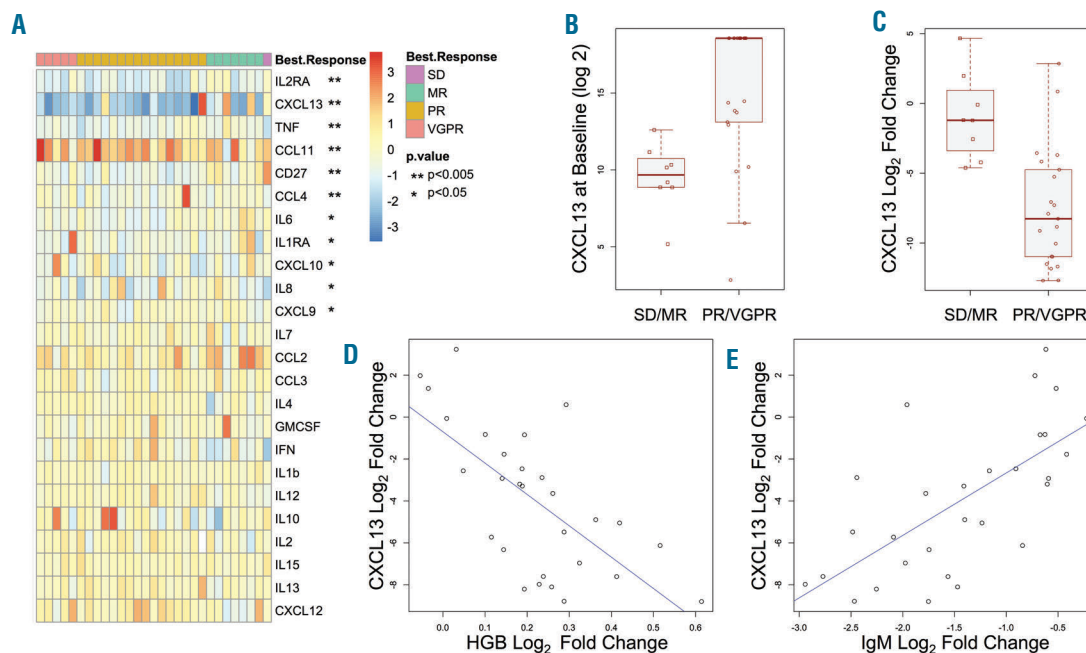 A
Best.Response
IL2RA **
CXCL13 **
TNF **
CCL11 **
CD27 **
CCL4 **
IL6 *
IL1RA *
CXCL10 *
IL8 *
CXCL9 *
IL7
CCL2
CCL3
IL4
GMCSF
IFN
IL1b
IL12
IL10
IL2
IL15
IL13
CXCL12
3
2
1
0
-1
-2
-3
Best.Response
SD
MR
PR
VGPR
p.value
** p<0.005
* p<0.05
B
CXCL13 at Baseline (log 2)
15
10
5
SD/MR PR/VGPR
C
CXCL13 Log2 Fold Change
5
0
-5
-10
SD/MR PR/VGPR
D
CXCL13 Log2 Fold Change
2
0
-2
-4
-6
-8
0.0 0.1 0.2 0.3 0.4 0.5 0.6
HGB Log2 Fold Change
E
CXCL13 Log2 Fold Change
2
0
-2
-4
-6
-8
-3.0 -2.5 -2.0 -1.5 -1.0 -0.5
IgM Log2 Fold Change